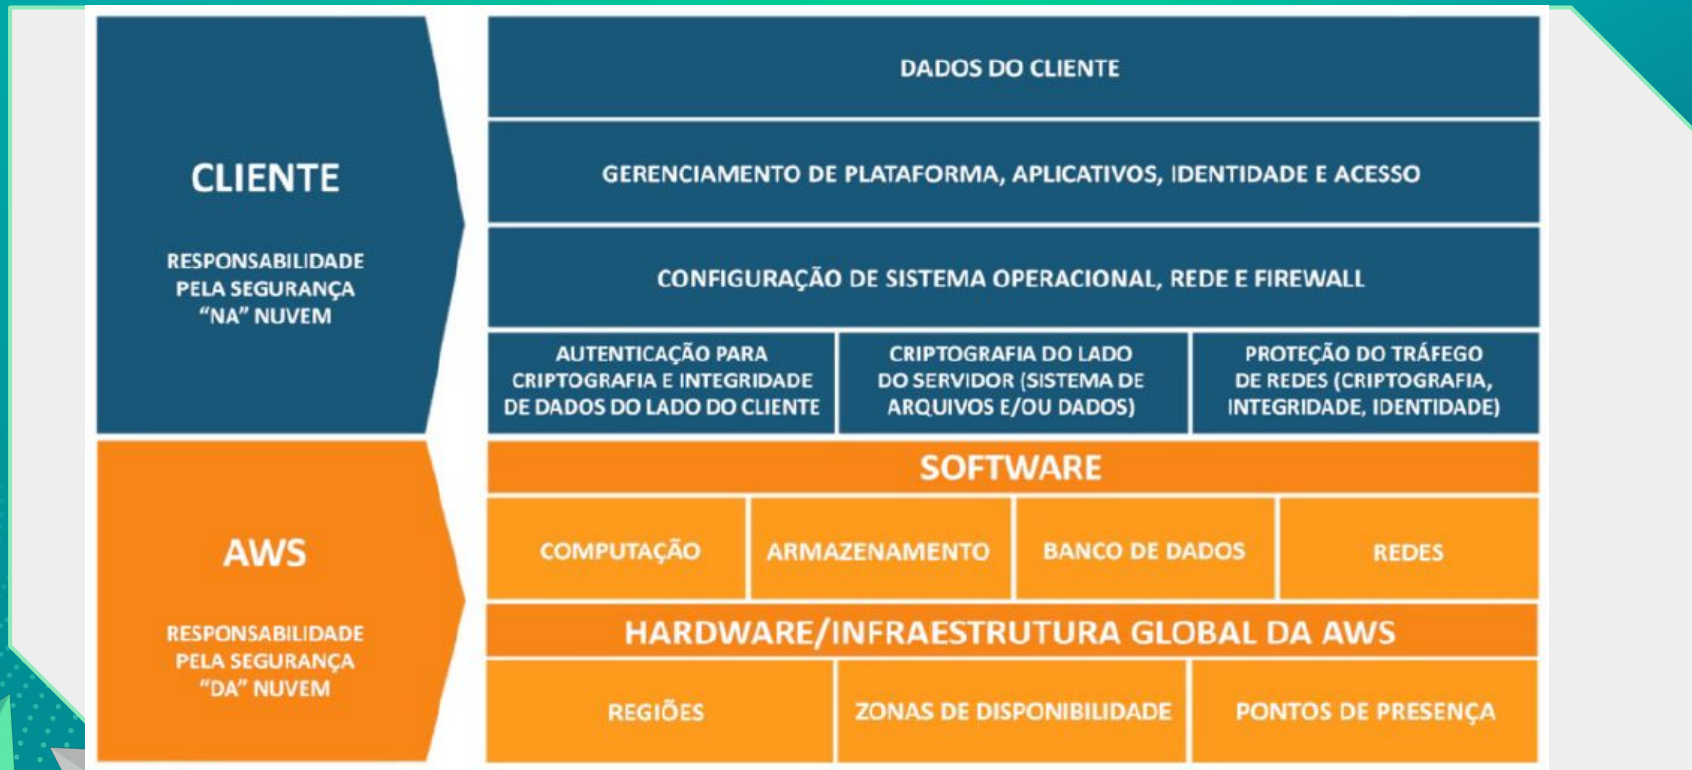 CLIENTE
RESPONSABILIDADE
PELA SEGURANÇA
“NA” NUVEM
DADOS DO CLIENTE
GERENCIAMENTO DE PLATAFORMA, APLICATIVOS, IDENTIDADE E ACESSO
CONFIGURAÇÃO DE SISTEMA OPERACIONAL, REDE E FIREWALL
AUTENTICAÇÃO PARA
CRIPTOGRAFIA E INTEGRIDADE
DE DADOS DO LADO DO CLIENTE
CRIPTOGRAFIA DO LADO
DO SERVIDOR (SISTEMA DE
ARQUIVOS E/OU DADOS)
PROTEÇÃO DO TRÁFEGO
DE REDES (CRIPTOGRAFIA,
INTEGRIDADE, IDENTIDADE)
AWS
RESPONSABILIDADE
PELA SEGURANÇA
“DA” NUVEM
SOFTWARE
COMPUTAÇÃO
ARMAZENAMENTO
BANCO DE DADOS
REDES
HARDWARE/INFRAESTRUTURA GLOBAL DA AWS
REGIÕES
ZONAS DE DISPONIBILIDADE
PONTOS DE PRESENÇA